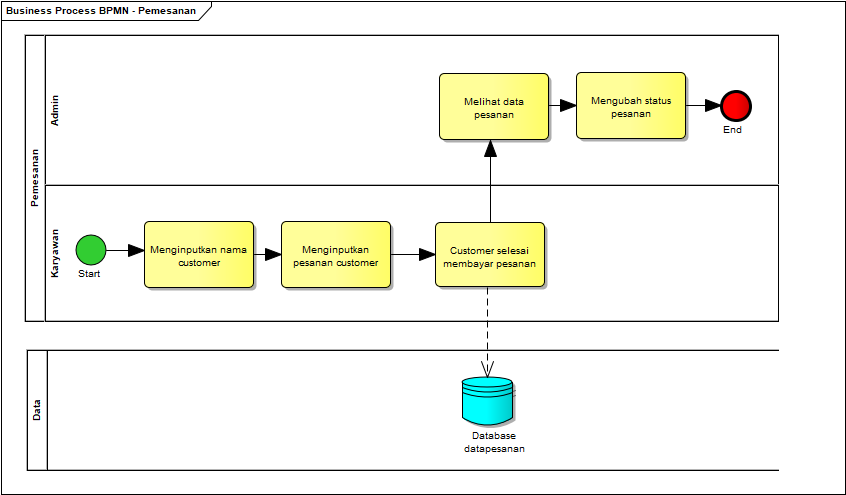 Business Process BPMN - Pemesanan
Pemesanan
Admin
Melihat data
pesanan
Mengubah status
pesanan
End
Karyawan
Start
Menginputkan nama
customer
Menginputkan
pesanan customer
Customer selesai
membayar pesanan
Data
Database
datapesanan